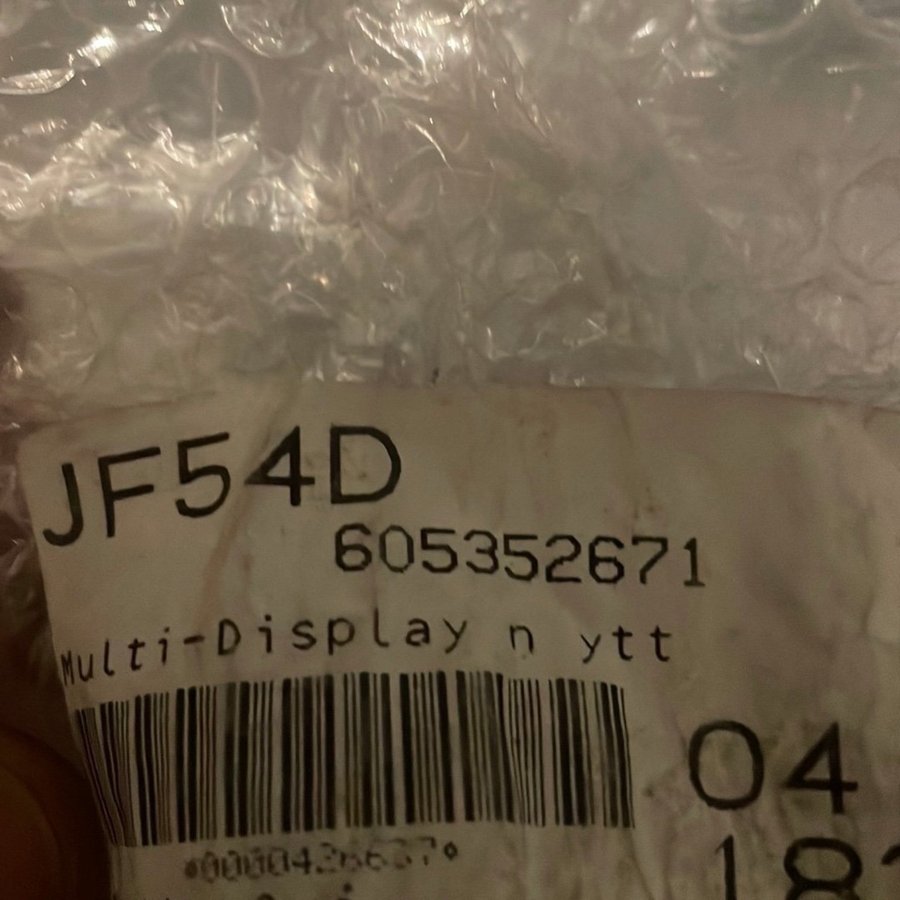 JF54D
605352671
Multi-Display n ytt
04